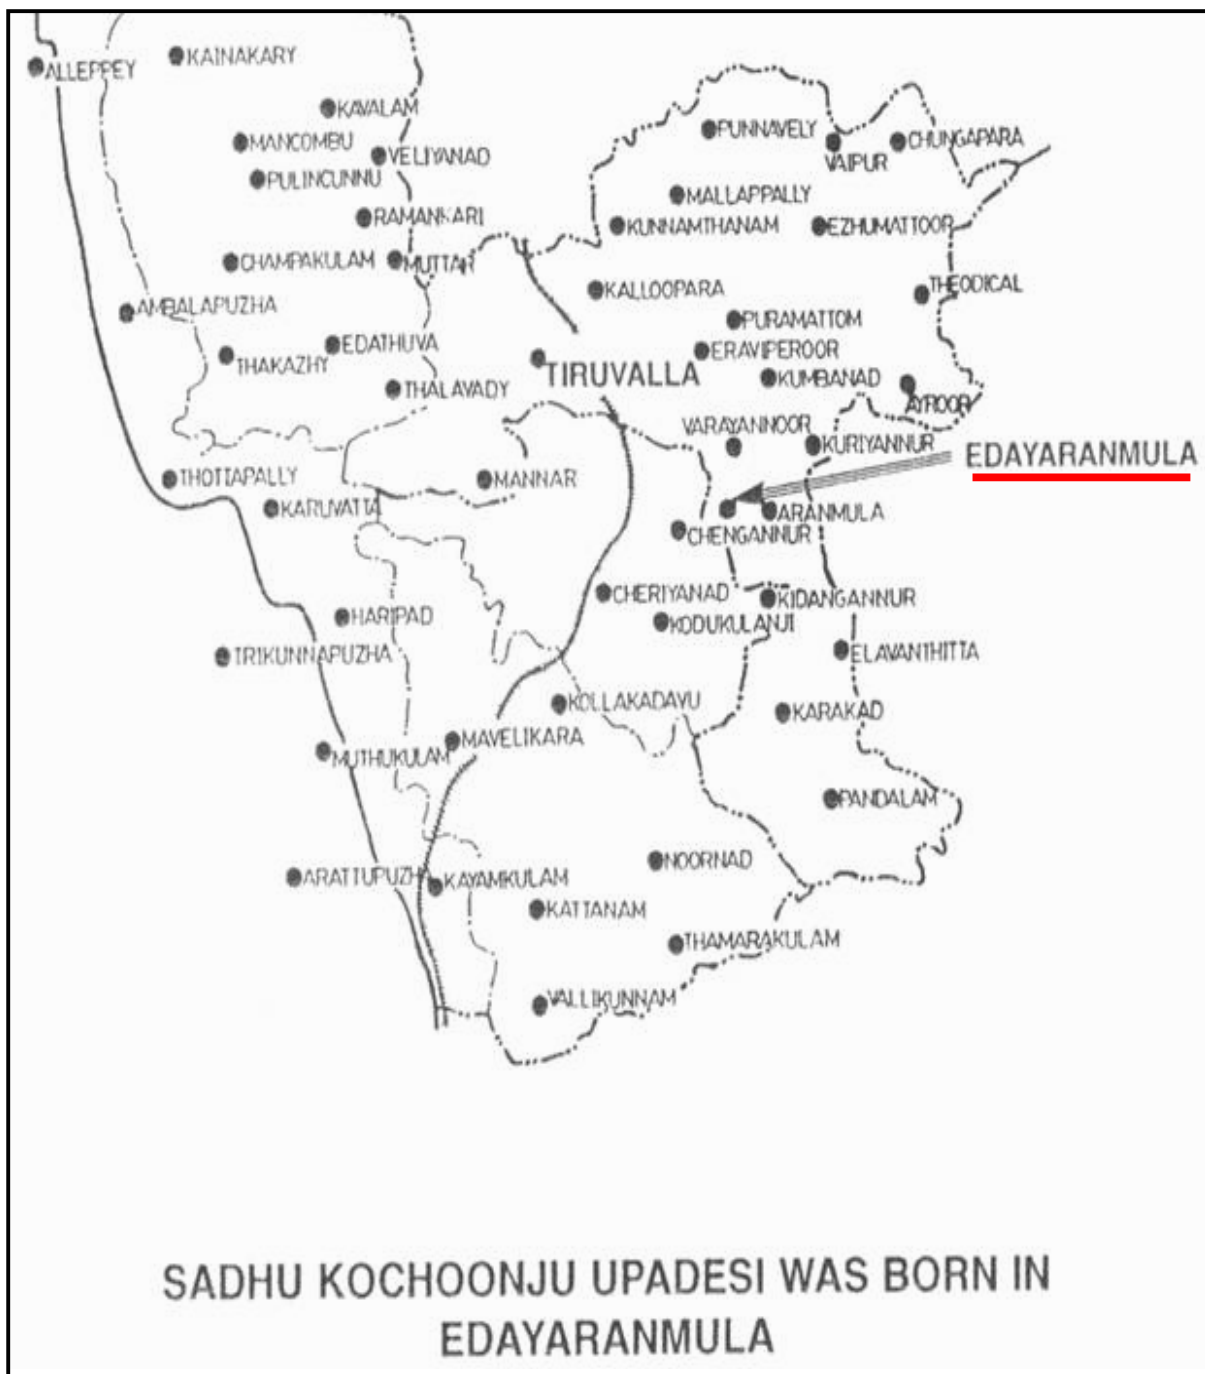 KAINAKARY
ALLEPPEY
KAVALAM
PUNNAVELY
MANCOMBU
VELIYANAD
VAIPUR
CHUNGAPARA
PULINCUNNU
MALLAPPALLY
RAMANKARI
KUNNAMTHANAM
EZHUMATTOOR
CHAMPAKULAM
MUTTAR
KALLOOPARA
THEODICAL
AMBALAPUZHA
PURAMATTOM
EDATHUVA
ERAVIPEROOR
THAKAZHY
TIRUVALLA
KUMBANAD
THALAVADY
AYROOR
VARAYANNOOR
KURIYANNUR
EDAYARANMULA
THOTTAPALLY
MANNAR
KARUVATTA
ARANMULA
CHENGANNUR
CHERIYANAD
KIDANGANNUR
HARIPAD
KODUKULANJI
TRIKUNNAPUZHA
ELAVANTHITTA
KOLLAKADAVU
KARAKAD
MUTHUKULAM
MAVELIKARA
PANDALAM
NOORNAD
ARATTUPUZHA
KAYAMKULAM
KATTANAM
THAMARAKULAM
VALLIKUNNAM
SADHU KOCHOONJU UPADESI WAS BORN IN
EDAYARANMULA